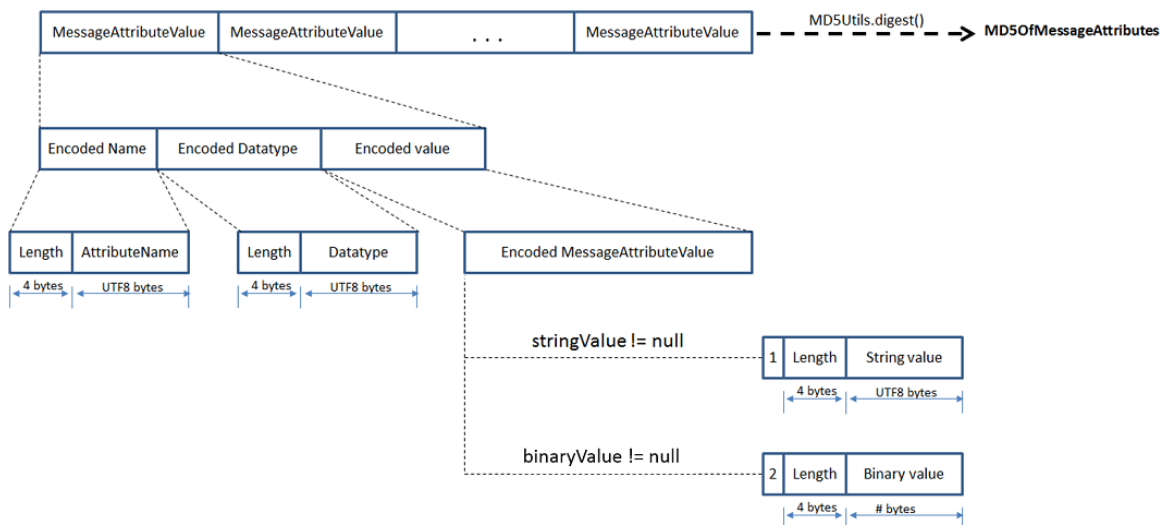 MessageAttributeValue MessageAttributeValue . . . MessageAttributeValue MD5Utils.digest() MD5OfMessageAttributes
Encoded Name Encoded Datatype Encoded value
Length AttributeName Length Datatype Encoded MessageAttributeValue
4 bytes UTF8 bytes 4 bytes UTF8 bytes
stringValue != null
1 Length String value
4 bytes UTF8 bytes
binaryValue != null
2 Length Binary value
4 bytes # bytes